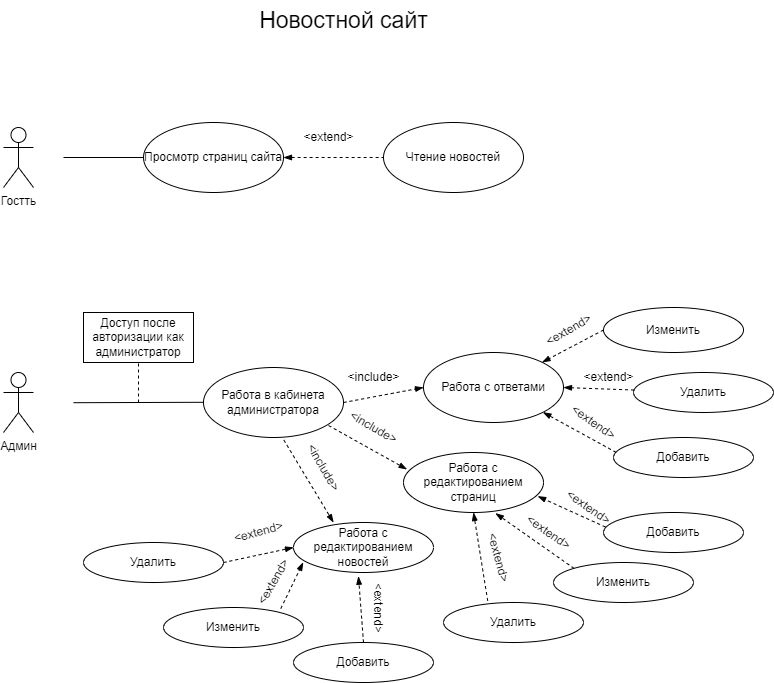 Новостной сайт
<extend>
Просмотр страниц сайта
Чтение новостей
Гостть
Доступ после
авторизации как
администратор
Админ
Работа в кабинета
администратора
<include>
Работа с ответами
<extend>
Изменить
<extend>
Удалить
<extend>
Добавить
<include>
Работа с
редактированием
страниц
<extend>
Добавить
<extend>
Изменить
<extend>
Удалить
<include>
Работа с
редактированием
новостей
<extend>
Удалить
<extend>
Изменить
<extend>
Добавить